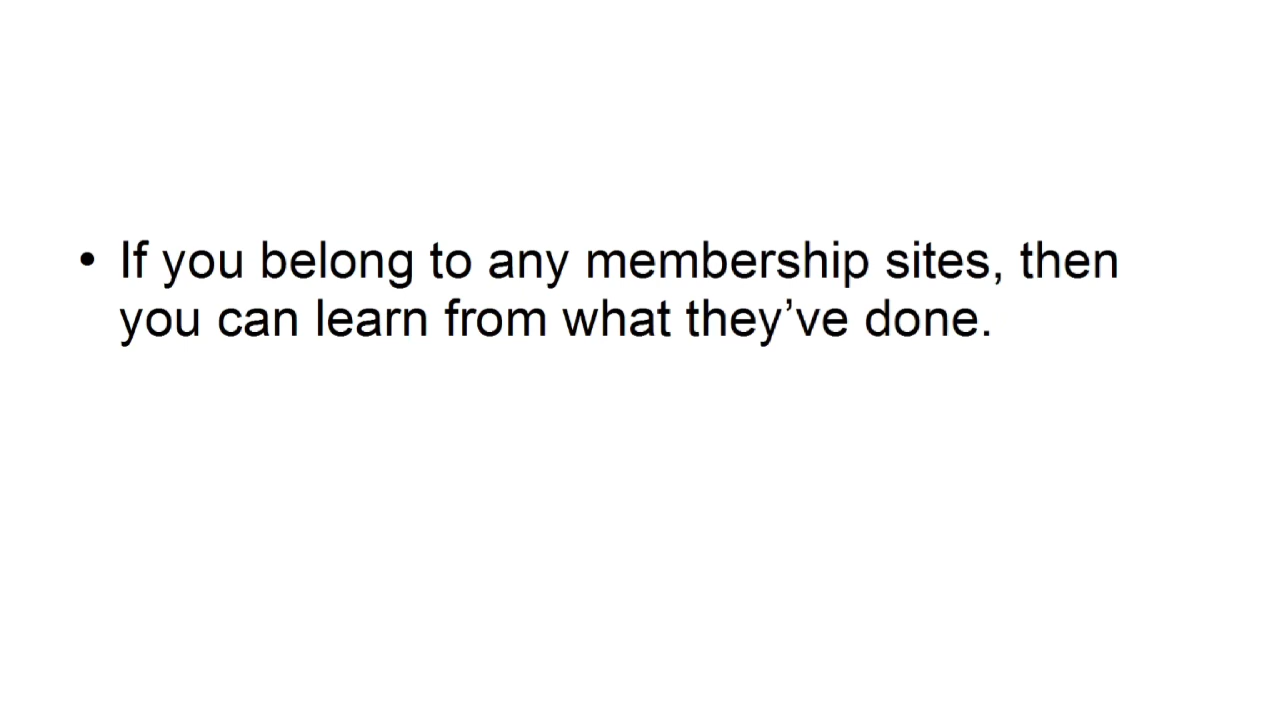 • If you belong to any membership sites, then
you can learn from what they’ve done.